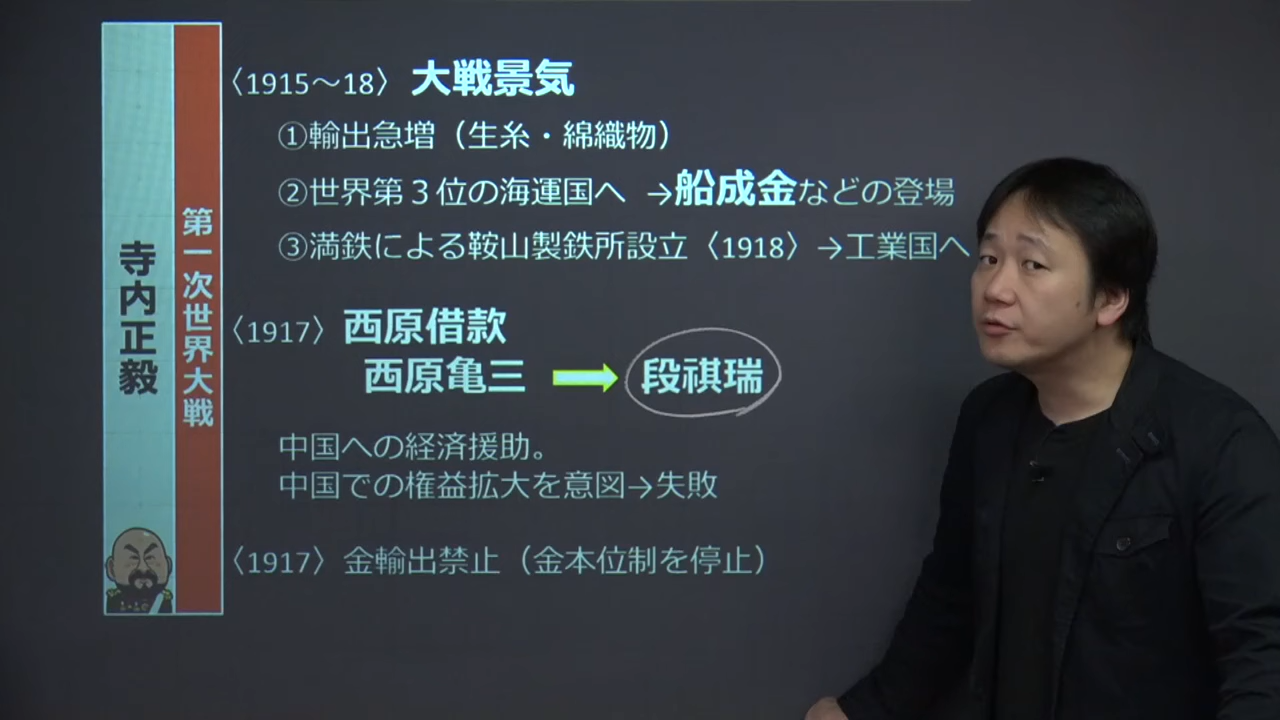 寺内正毅
第一次世界大戦
〈1915～18〉 大戦景気
①輸出急増（生糸・綿織物）
②世界第３位の海運国へ →船成金などの登場
③満鉄による鞍山製鉄所設立〈1918〉→工業国へ
〈1917〉西原借款
西原亀三 段祺瑞
中国への経済援助。
中国での権益拡大を意図→失敗
〈1917〉金輸出禁止（金本位制を停止）